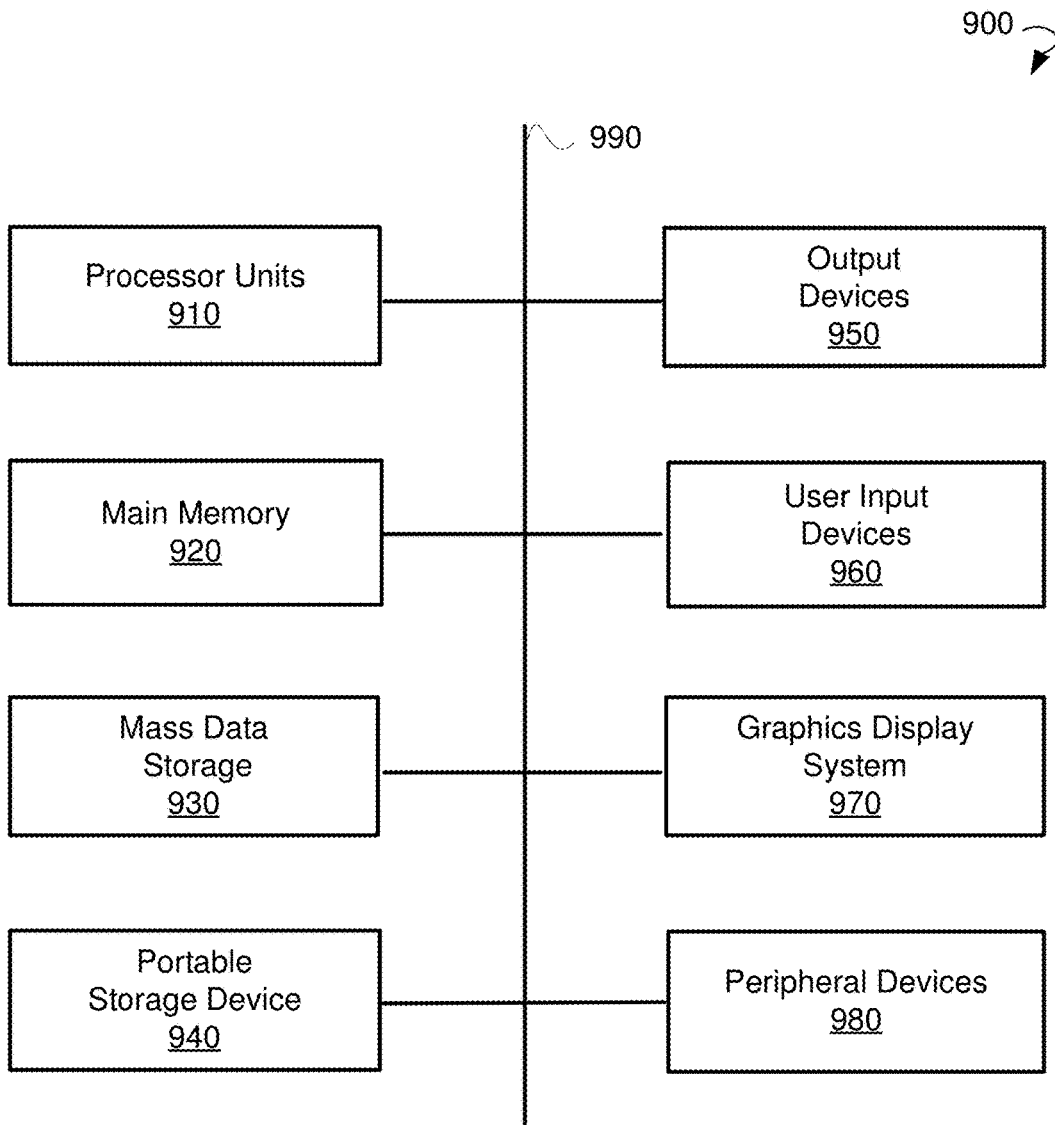 900
990
Processor Units
910
Output
Devices
950
Main Memory
920
User Input
Devices
960
Mass Data
Storage
930
Graphics Display
System
970
Portable
Storage Device
940
Peripheral Devices
980